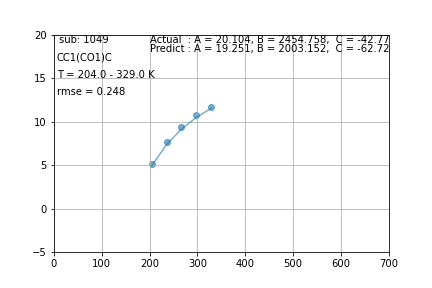 sub: 1049
Actual : A = 20.104, B = 2454.758, C = -42.77
Predict : A = 19.251, B = 2003.152, C = -62.72
CC1(CO1)C
T = 204.0 - 329.0 K
rmse = 0.248
20
15
10
5
0
−5
0 100 200 300 400 500 600 700